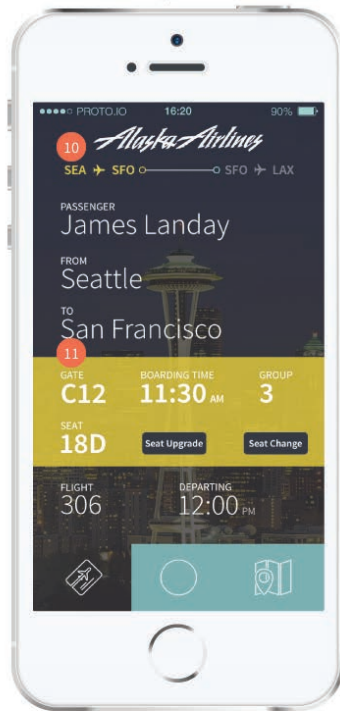 PROTO.IO 16:20 90%
10
Alaska Airlines
SEA SFO SFO LAX
PASSENGER
James Landay
FROM
Seattle
TO
San Francisco
11
GATE BOARDING TIME GROUP
C12 11:30 AM 3
SEAT
18D Seat Upgrade Seat Change
FLIGHT DEPARTING
306 12:00 PM